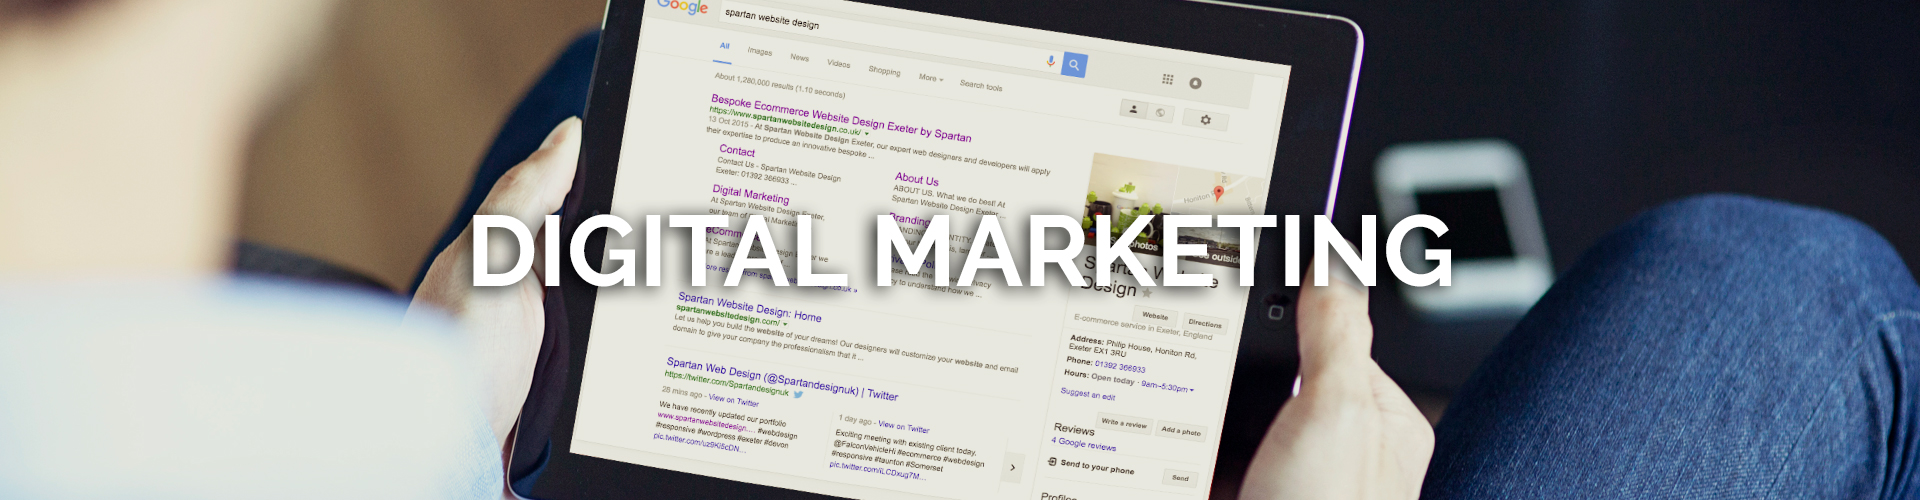 Google
spartan website design
All Images News Videos Shopping More Search tools
About 1,280,000 results (1.10 seconds)
Bespoke Ecommerce Website Design Exeter by Spartan
https://www.spartanwebsitedesign.co.uk/
13 Oct 2015 - At Spartan Website Design Exeter, our expert web designers and developers will apply
their expertise to produce an innovative bespoke ...
Contact
Contact Us - Spartan Website Design
Exeter: 01392 366933 ...
About Us
ABOUT US. What we do best! At
Spartan Website Design Exeter ...
Digital Marketing
At Spartan Website Design Exeter,
our team of Digital
Branding
DIGITAL MARKETING
Spartan Website Design: Home
spartanwebsitedesign.com/
Let us help you build the website of your dreams! Our designers will customize your website and email
domain to give your company the professionalism that it ...
Spartan Web Design (@Spartandesignuk) | Twitter
https://twitter.com/Spartandesignuk
28 mins ago - View on Twitter
We have recently updated our portfolio
www.spartanwebsitedesign.... #webdesign
#responsive #wordpress #exeter #devon
pic.twitter.com/uz9Ki5cDN...
1 day ago - View on Twitter
Exciting meeting with existing client today.
@FalconVehicleHi #ecommerce #webdesign
#responsive #taunton #Somerset
pic.twitter.com/iLCDxug7M...
Honiton
photos
outside
Design
Website Directions
E-commerce service in Exeter, England
Address: Philip House, Honiton Rd,
Exeter EX1 3RU
Phone: 01392 366933
Hours: Open today · 9am–5:30pm
Suggest an edit
Write a review Add a photo
Reviews
4 Google reviews
Send to your phone Send